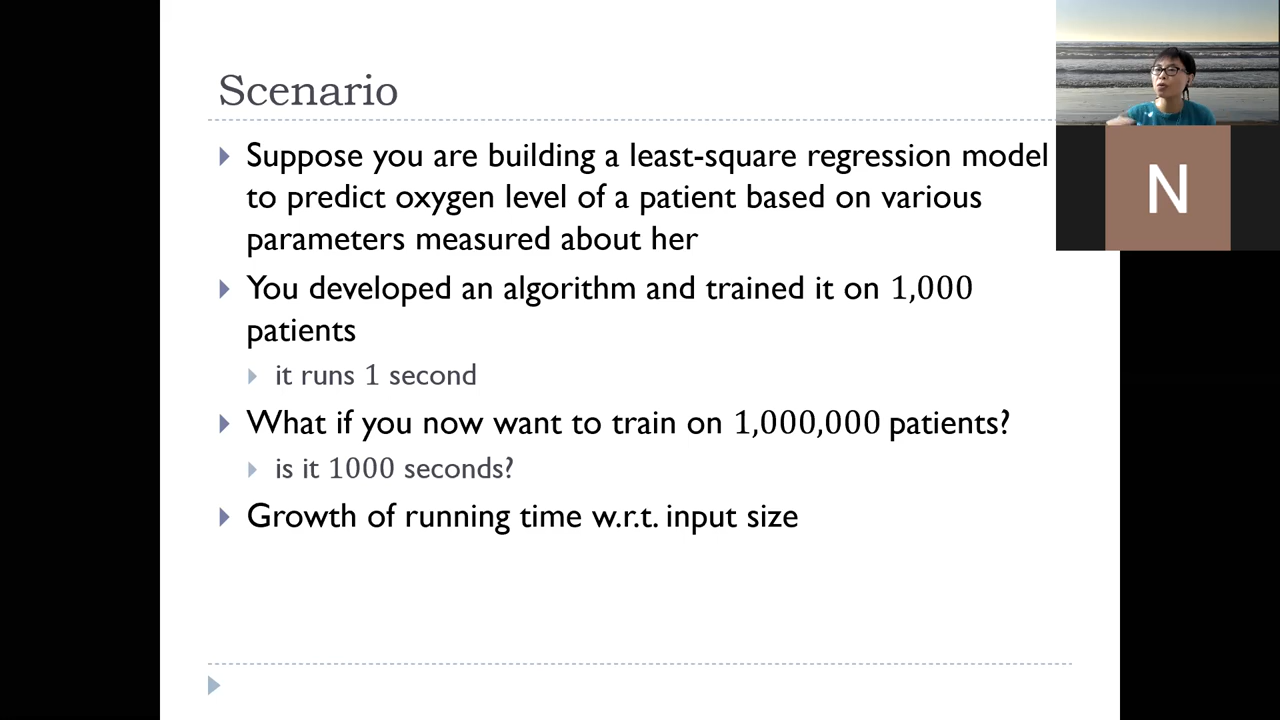 Scenario
Suppose you are building a least-square regression model
to predict oxygen level of a patient based on various
parameters measured about her
You developed an algorithm and trained it on 1,000
patients
it runs 1 second
What if you now want to train on 1,000,000 patients?
is it 1000 seconds?
Growth of running time w.r.t. input size
N